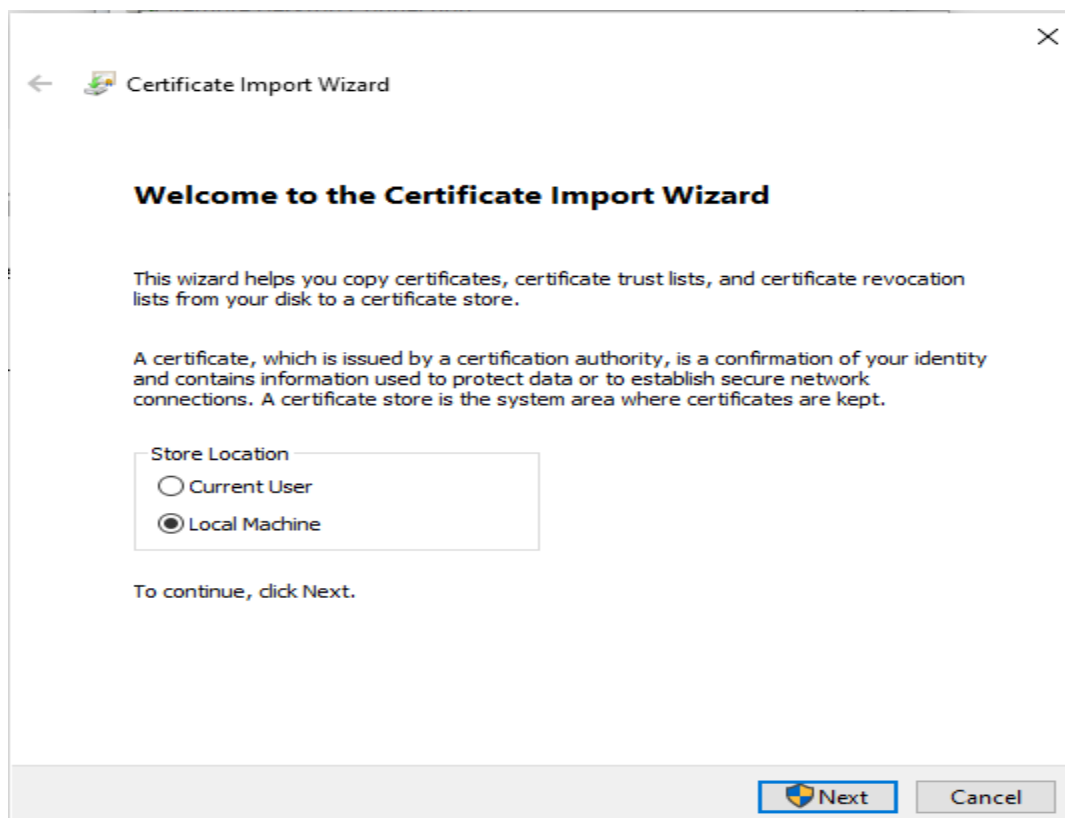 Certificate Import Wizard
Welcome to the Certificate Import Wizard
This wizard helps you copy certificates, certificate trust lists, and certificate revocation
lists from your disk to a certificate store.
A certificate, which is issued by a certification authority, is a confirmation of your identity
and contains information used to protect data or to establish secure network
connections. A certificate store is the system area where certificates are kept.
Store Location
Current User
Local Machine
To continue, click Next.
Next
Cancel